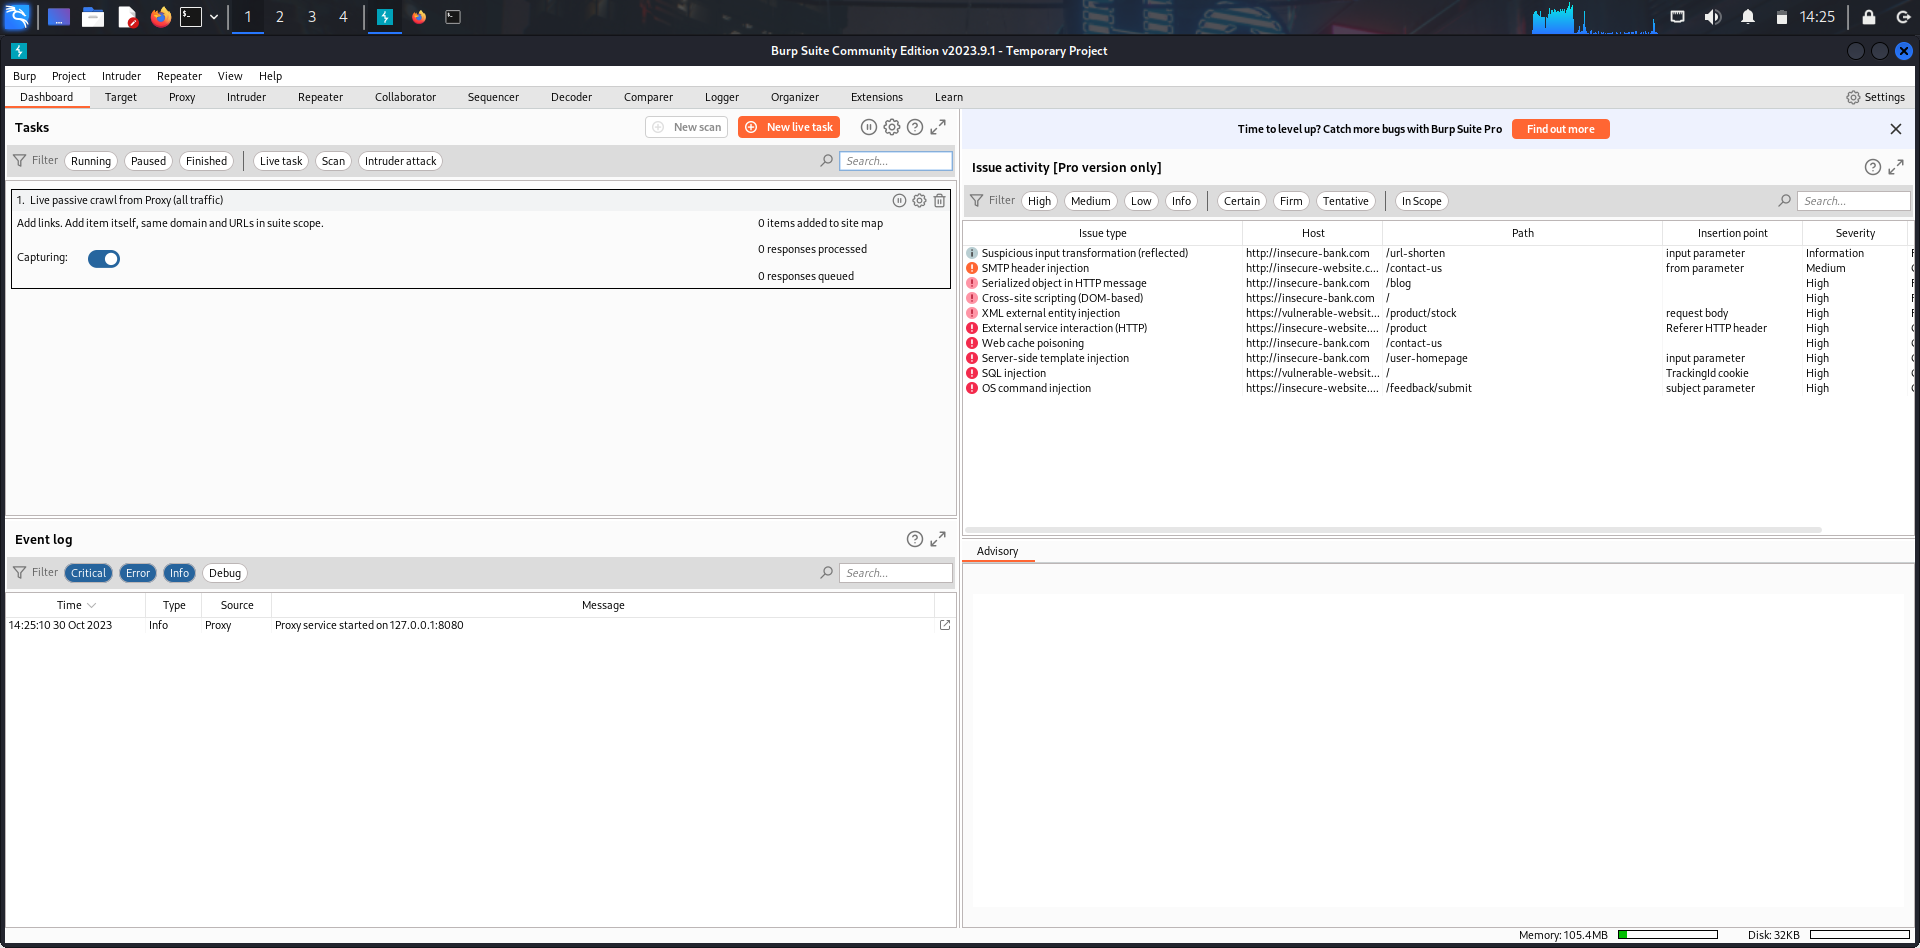 1 2 3 4 14:25
Burp Suite Community Edition v2023.9.1 - Temporary Project
Burp Project Intruder Repeater View Help
Dashboard Target Proxy Intruder Repeater Collaborator Sequencer Decoder Comparer Logger Organizer Extensions Learn Settings
Tasks New scan New live task
Filter Running Paused Finished Live task Scan Intruder attack Search...
1. Live passive crawl from Proxy (all traffic)
Add links. Add item itself, same domain and URLs in suite scope. 0 items added to site map
0 responses processed
Capturing:
0 responses queued
Event log
Filter Critical Error Info Debug Search...
Time Type Source Message
14:25:10 30 Oct 2023 Info Proxy Proxy service started on 127.0.0.1:8080
Time to level up? Catch more bugs with Burp Suite Pro Find out more
Issue activity [Pro version only]
Filter High Medium Low Info Certain Firm Tentative In Scope Search...
Issue type Host Path Insertion point Severity
Suspicious input transformation (reflected) http://insecure-bank.com /url-shorten input parameter Information
SMTP header injection http://insecure-website.c... /contact-us from parameter Medium
Serialized object in HTTP message http://insecure-bank.com /blog High
Cross-site scripting (DOM-based) https://insecure-bank.com / High
XML external entity injection https://vulnerable-websit... /product/stock request body High
External service interaction (HTTP) https://insecure-website.... /product Referer HTTP header High
Web cache poisoning http://insecure-bank.com /contact-us High
Server-side template injection http://insecure-bank.com /user-homepage input parameter High
SQL injection https://vulnerable-websit... / TrackingId cookie High
OS command injection https://insecure-website.... /feedback/submit subject parameter High
Advisory
Memory: 105.4MB Disk: 32KB